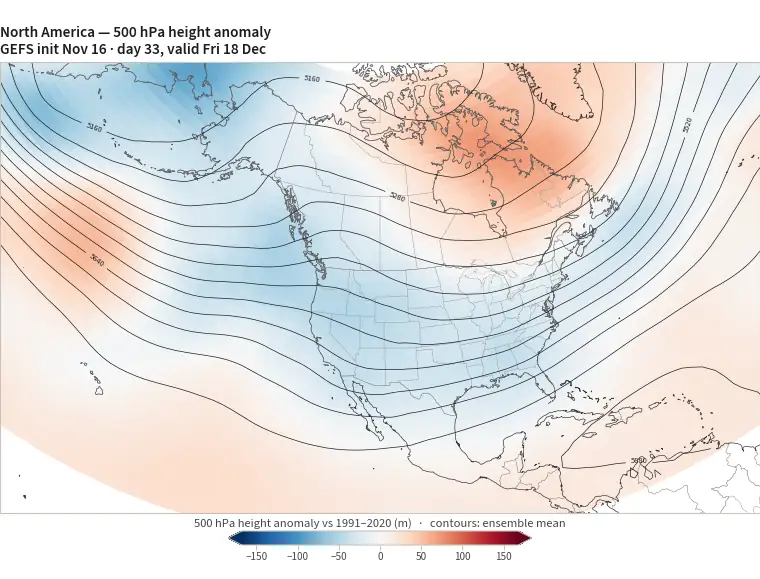 North America — 500 hPa height anomaly
GEFS init Nov 16 · day 33, valid Fri 18 Dec
5160
5160
5520
5280
5640
5880
500 hPa height anomaly vs 1991–2020 (m) · contours: ensemble mean
−150 −100 −50 0 50 100 150